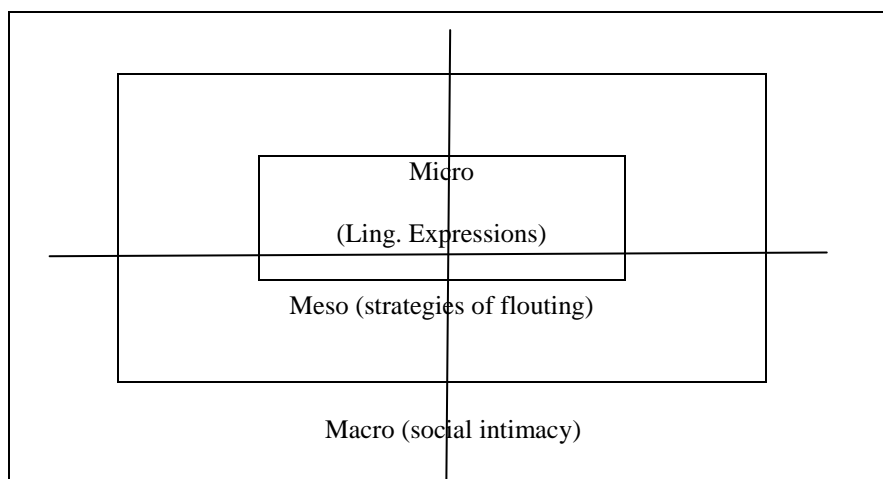 Micro
(Ling. Expressions)
Meso (strategies of flouting)
Macro (social intimacy)